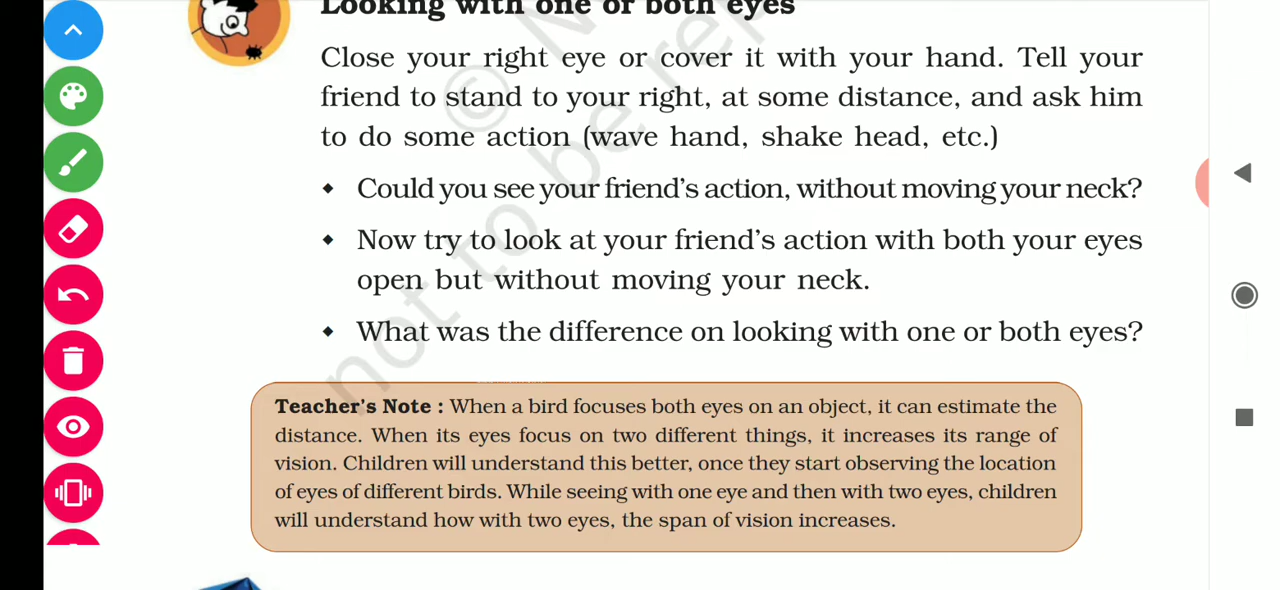 Looking with one or both eyes
Close your right eye or cover it with your hand. Tell your
friend to stand to your right, at some distance, and ask him
to do some action (wave hand, shake head, etc.)
◆ Could you see your friend's action, without moving your neck?
◆ Now try to look at your friend's action with both your eyes
open but without moving your neck.
◆ What was the difference on looking with one or both eyes?
Teacher's Note : When a bird focuses both eyes on an object, it can estimate the
distance. When its eyes focus on two different things, it increases its range of
vision. Children will understand this better, once they start observing the location
of eyes of different birds. While seeing with one eye and then with two eyes, children
will understand how with two eyes, the span of vision increases.
© N
not to be rep